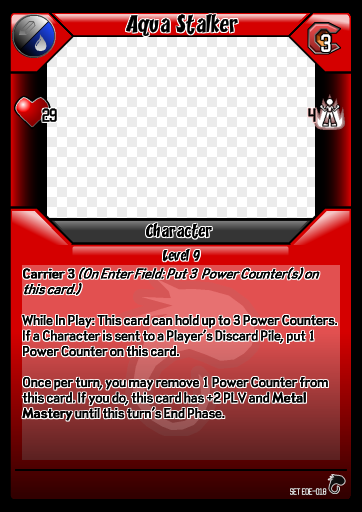 Aqua Stalker
3
29
4
Character
Level 9
Carrier 3 (On Enter Field: Put 3 Power Counter(s) on
this card.)
While In Play: This card can hold up to 3 Power Counters.
If a Character is sent to a Player's Discard Pile, put 1
Power Counter on this card.
Once per turn, you may remove 1 Power Counter from
this card. If you do, this card has +2 PLV and Metal
Mastery until this turn's End Phase.
SET EDE-018